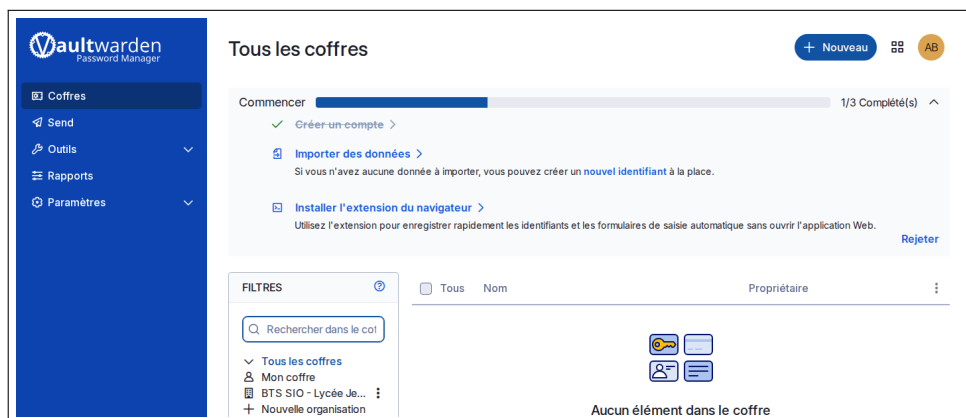 Vaultwarden
Password Manager
Tous les coffres
Nouveau
AB
Coffres
Send
Outils
Rapports
Paramètres
Commencer
1/3 Complété(s)
Créer un compte
Importer des données
Si vous n'avez aucune donnée à importer, vous pouvez créer un nouvel identifiant à la place.
Installer l'extension du navigateur
Utilisez l'extension pour enregistrer rapidement les identifiants et les formulaires de saisie automatique sans ouvrir l'application Web.
Rejeter
FILTRES
Tous Nom Propriétaire
Rechercher dans le cof
Tous les coffres
Mon coffre
BTS SIO - Lycée Je...
Nouvelle organisation
Aucun élément dans le coffre